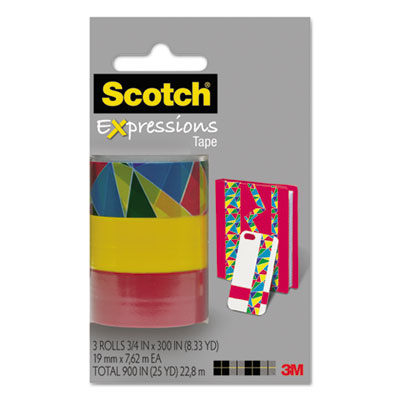 Scotch
Expressions
Tape
3 ROLLS 3/4 IN x 300 IN (8.33 YD)
19 mm x 7,62 m EA
TOTAL 900 IN (25 YD) 22,8 m
3M